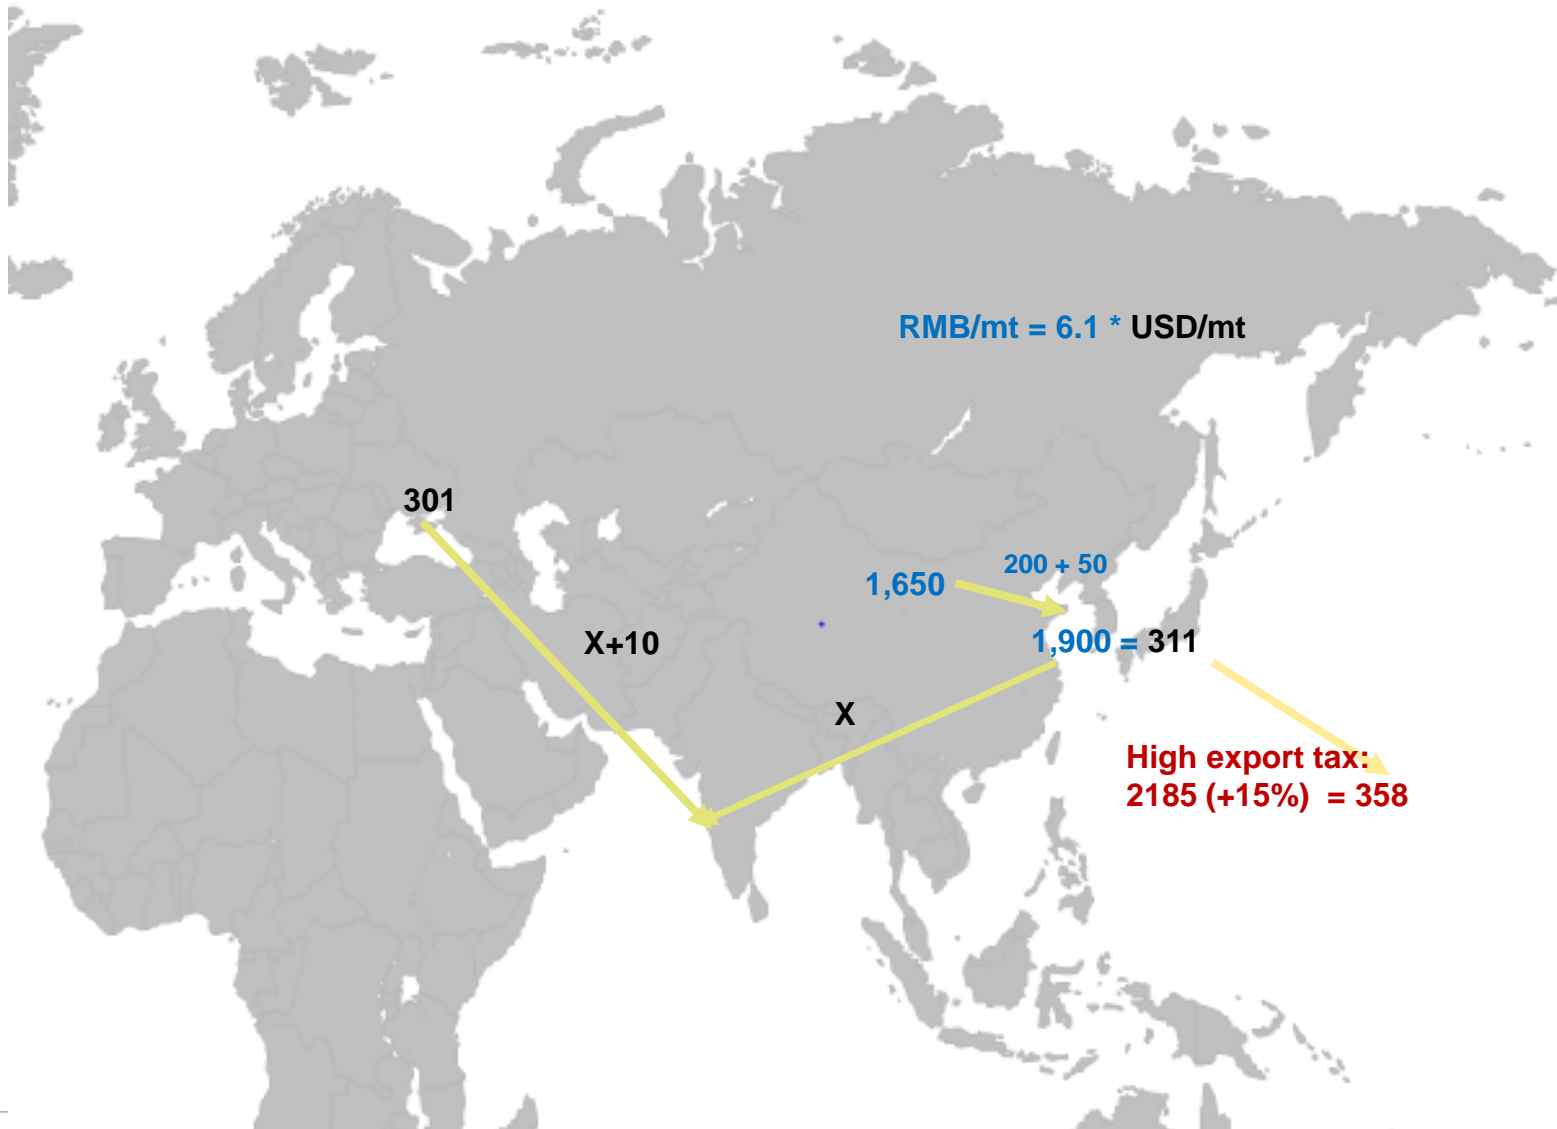 RMB/mt = 6.1 * USD/mt
301
200 + 50
1,650
X+10
1,900 = 311
X
High export tax:
2185 (+15%)  = 358